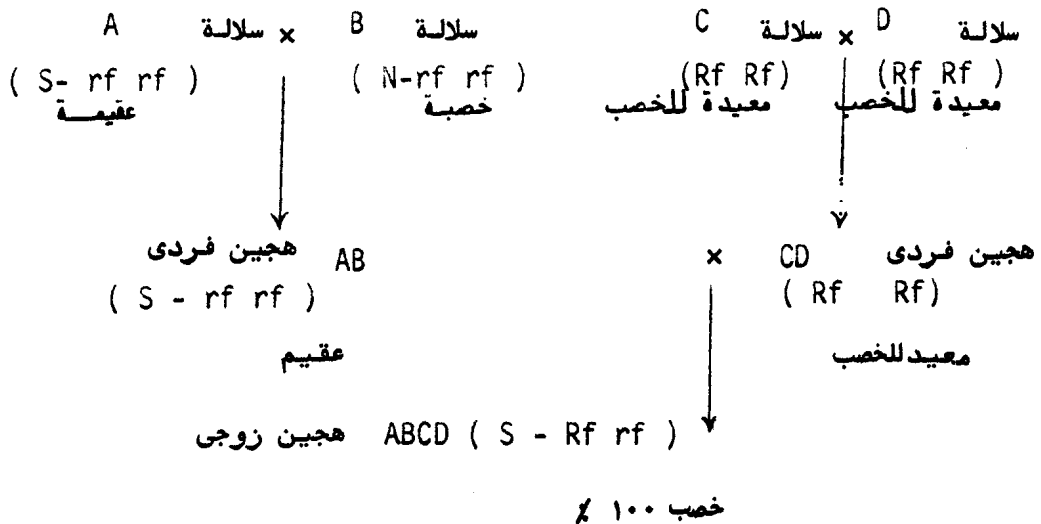 سلالة A × سلالة B سلالة C × سلالة D
( S- rf rf ) ( N-rf rf ) (Rf Rf) (Rf Rf )
عقيمــة خصبة معيدة للخصب معيدة للخصب
هجين فردى AB × CD هجين فردى
( S - rf rf ) ( Rf Rf)
عقيم معيد للخصب
هجين زوجى ABCD ( S - Rf rf )
خصب ١٠٠ ٪